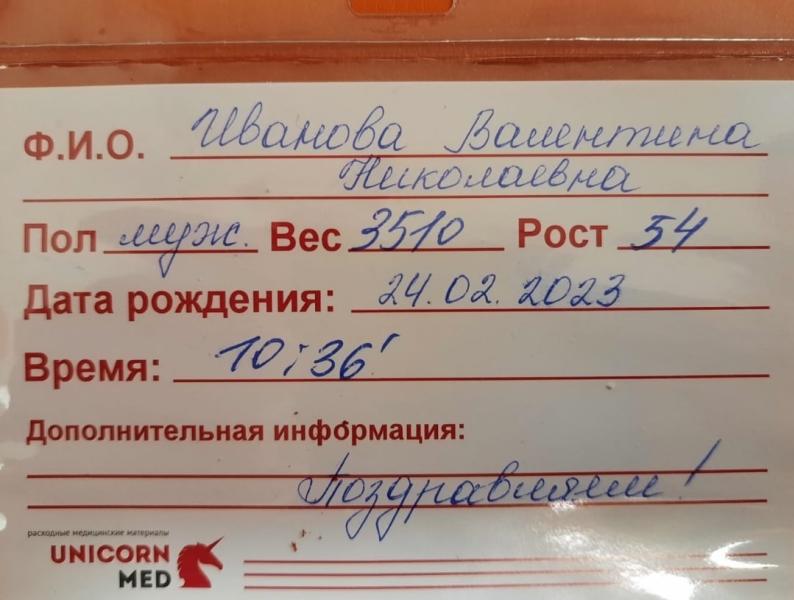 Ф.И.О. Иванова Валентина
Николаевна
Пол муж. Вес 3510 Рост 54
Дата рождения: 24.02.2023
Время: 10:36'
Дополнительная информация:
Поздравляем!
расходные медицинские материалы
UNICORN
MED